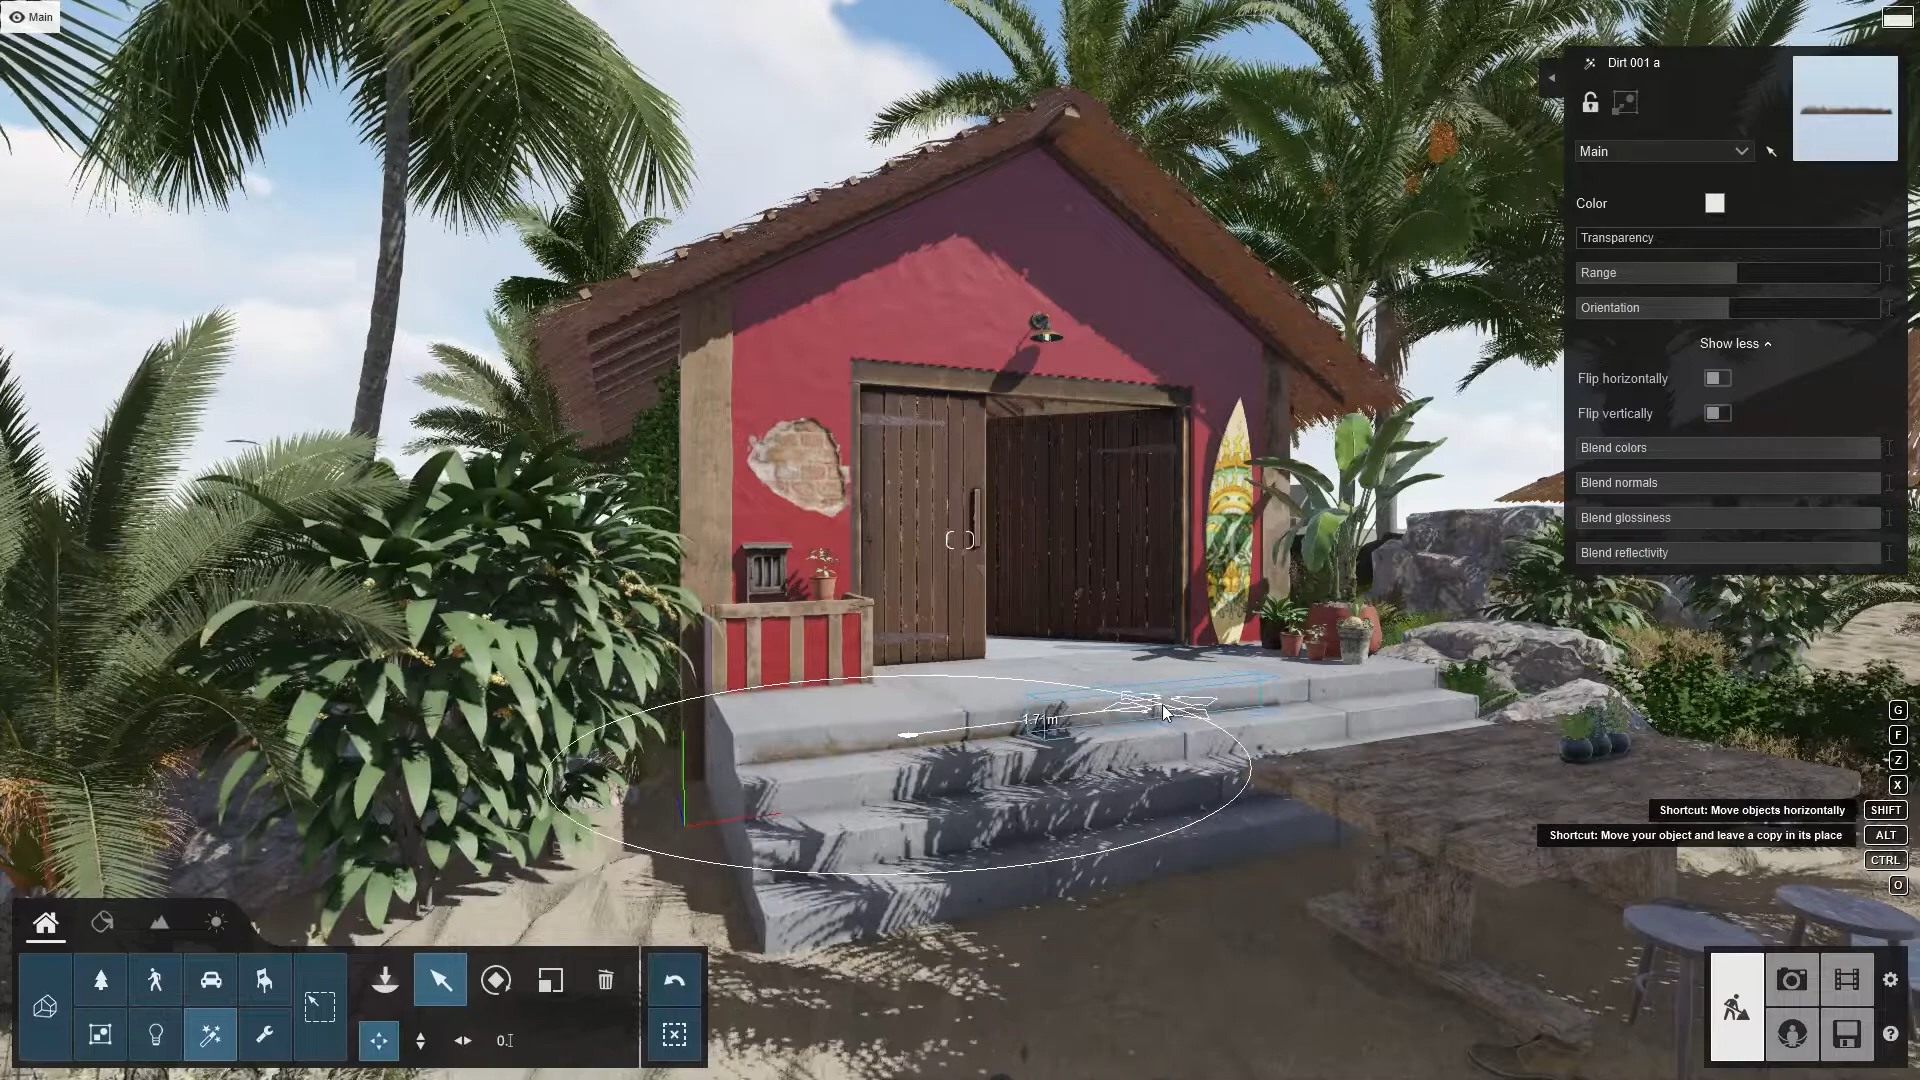 Main
Dirt 001 a
Main
Color
Transparency
Range
Orientation
Show less
Flip horizontally
Flip vertically
Blend colors
Blend normals
Blend glossiness
Blend reflectivity
1.71m
G
F
Z
X
Shortcut: Move objects horizontally SHIFT
Shortcut: Move your object and leave a copy in its place ALT
CTRL
O
0.
?